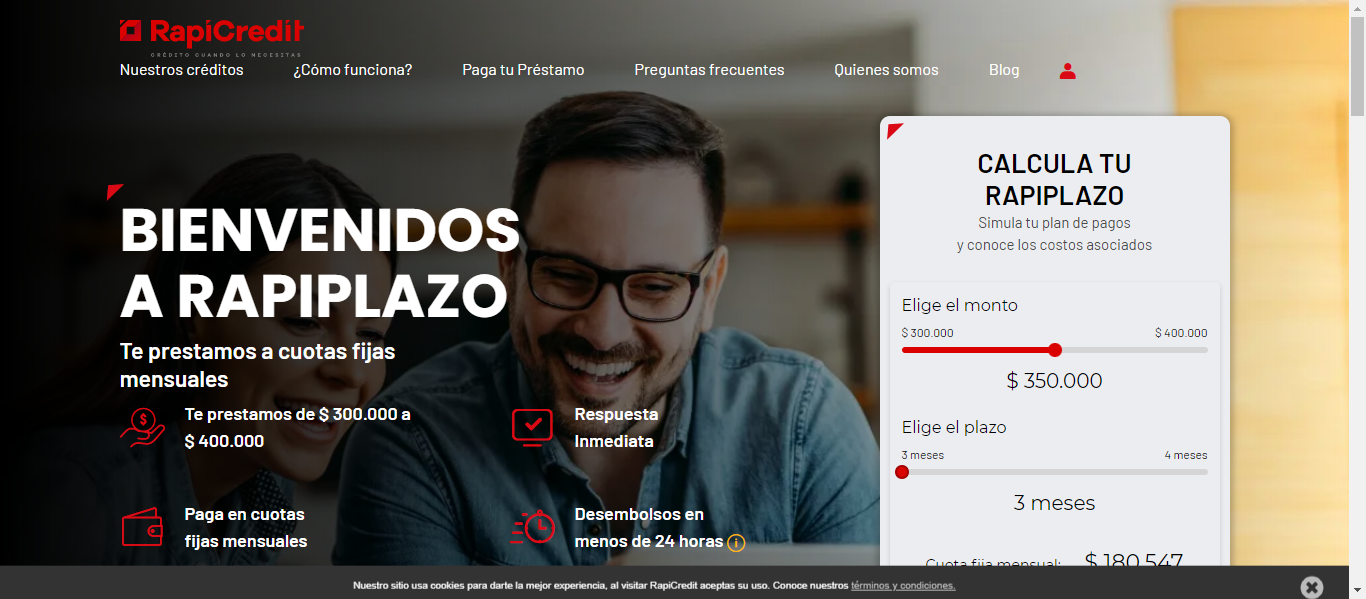 RapiCredit
CRÉDITO CUANDO LO NECESITAS
Nuestros créditos
¿Cómo funciona?
Paga tu Préstamo
Preguntas frecuentes
Quienes somos
Blog
BIENVENIDOS
A RAPIPLAZO
Te prestamos a cuotas fijas
mensuales
Te prestamos de $ 300.000 a
$ 400.000
Respuesta
Inmediata
Paga en cuotas
fijas mensuales
Desembolsos en
menos de 24 horas
CALCULA TU
RAPIPLAZO
Simula tu plan de pagos
y conoce los costos asociados
Elige el monto
$ 300.000
$ 400.000
$ 350.000
Elige el plazo
3 meses
4 meses
3 meses
Cuota fija mensual:
$ 180.547
Nuestro sitio usa cookies para darte la mejor experiencia, al visitar RapiCredit aceptas su uso. Conoce nuestros términos y condiciones.